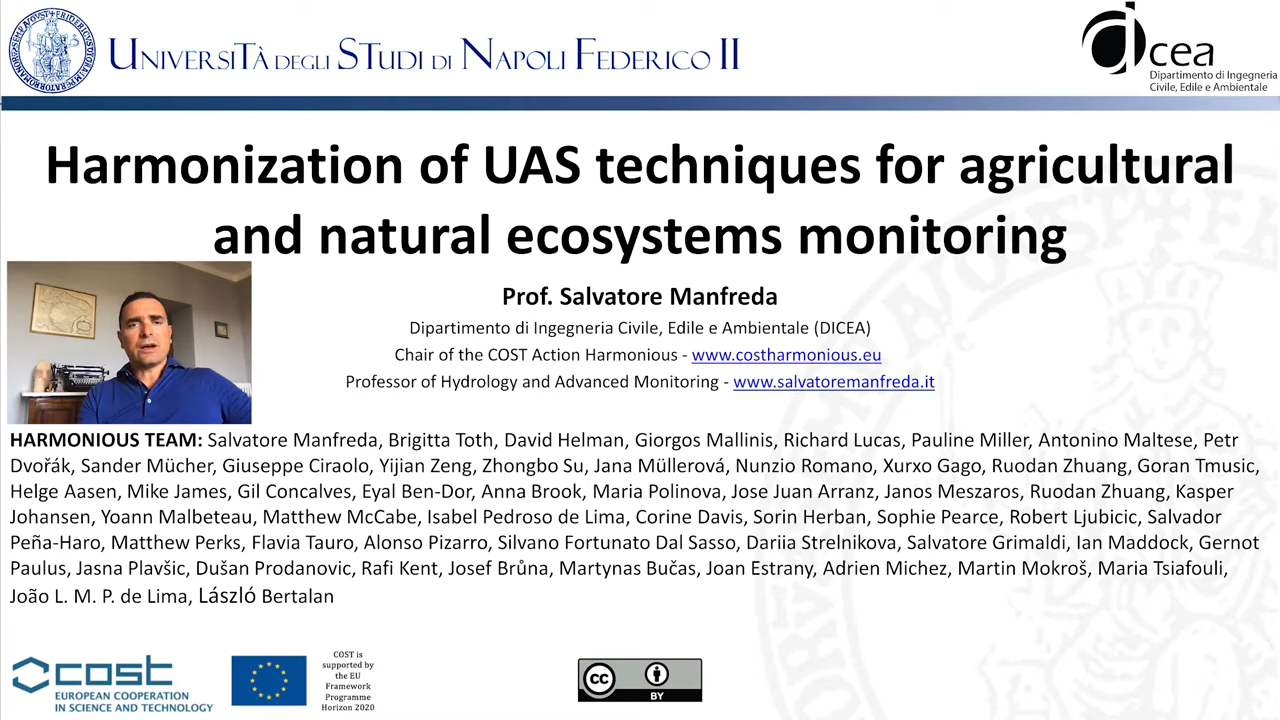 UNIVERSITÀ DEGLI STUDI DI NAPOLI FEDERICO II
dcea
Dipartimento di Ingegneria
Civile, Edile e Ambientale
Harmonization of UAS techniques for agricultural
and natural ecosystems monitoring
Prof. Salvatore Manfreda
Dipartimento di Ingegneria Civile, Edile e Ambientale (DICEA)
Chair of the COST Action Harmonious - www.costharmonious.eu
Professor of Hydrology and Advanced Monitoring - www.salvatoremanfreda.it
HARMONIOUS TEAM: Salvatore Manfreda, Brigitta Toth, David Helman, Giorgos Mallinis, Richard Lucas, Pauline Miller, Antonino Maltese, Petr
Dvořák, Sander Mücher, Giuseppe Ciraolo, Yijian Zeng, Zhongbo Su, Jana Müllerová, Nunzio Romano, Xurxo Gago, Ruodan Zhuang, Goran Tmusic,
Helge Aasen, Mike James, Gil Concalves, Eyal Ben-Dor, Anna Brook, Maria Polinova, Jose Juan Arranz, Janos Meszaros, Ruodan Zhuang, Kasper
Johansen, Yoann Malbeteau, Matthew McCabe, Isabel Pedroso de Lima, Corine Davis, Sorin Herban, Sophie Pearce, Robert Ljubicic, Salvador
Peña-Haro, Matthew Perks, Flavia Tauro, Alonso Pizarro, Silvano Fortunato Dal Sasso, Dariia Strelnikova, Salvatore Grimaldi, Ian Maddock, Gernot
Paulus, Jasna Plavšic, Dušan Prodanovic, Rafi Kent, Josef Brůna, Martynas Bučas, Joan Estrany, Adrien Michez, Martin Mokroš, Maria Tsiafouli,
João L. M. P. de Lima, László Bertalan
cost
EUROPEAN COOPERATION
IN SCIENCE AND TECHNOLOGY
COST is
supported by
the EU
Framework
Programme
Horizon 2020
cc
BY